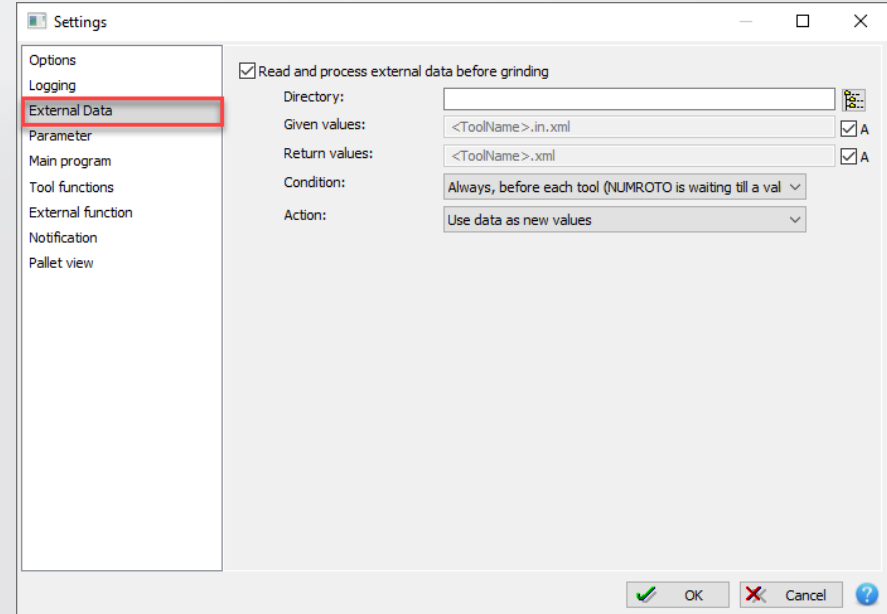 Settings
Options
Logging
External Data
Parameter
Main program
Tool functions
External function
Notification
Pallet view
Read and process external data before grinding
Directory:
Given values: <ToolName>.in.xml A
Return values: <ToolName>.xml A
Condition: Always, before each tool (NUMROTO is waiting till a val
Action: Use data as new values
OK Cancel ?